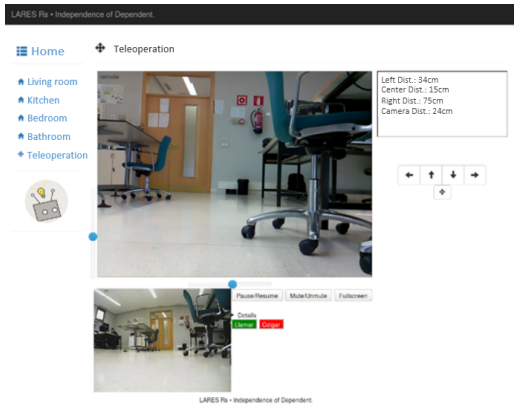 LARES Rs • Independence of Dependent.
Home
Teleoperation
Living room
Kitchen
Bedroom
Bathroom
Teleoperation
remote
Left Dist.: 34cm
Center Dist.: 15cm
Right Dist.: 75cm
Camera Dist.: 24cm
Pause/Resume
Mute/Unmute
Fullscreen
Details
Llamar
Colgar
LARES Rs • Independence of Dependent.